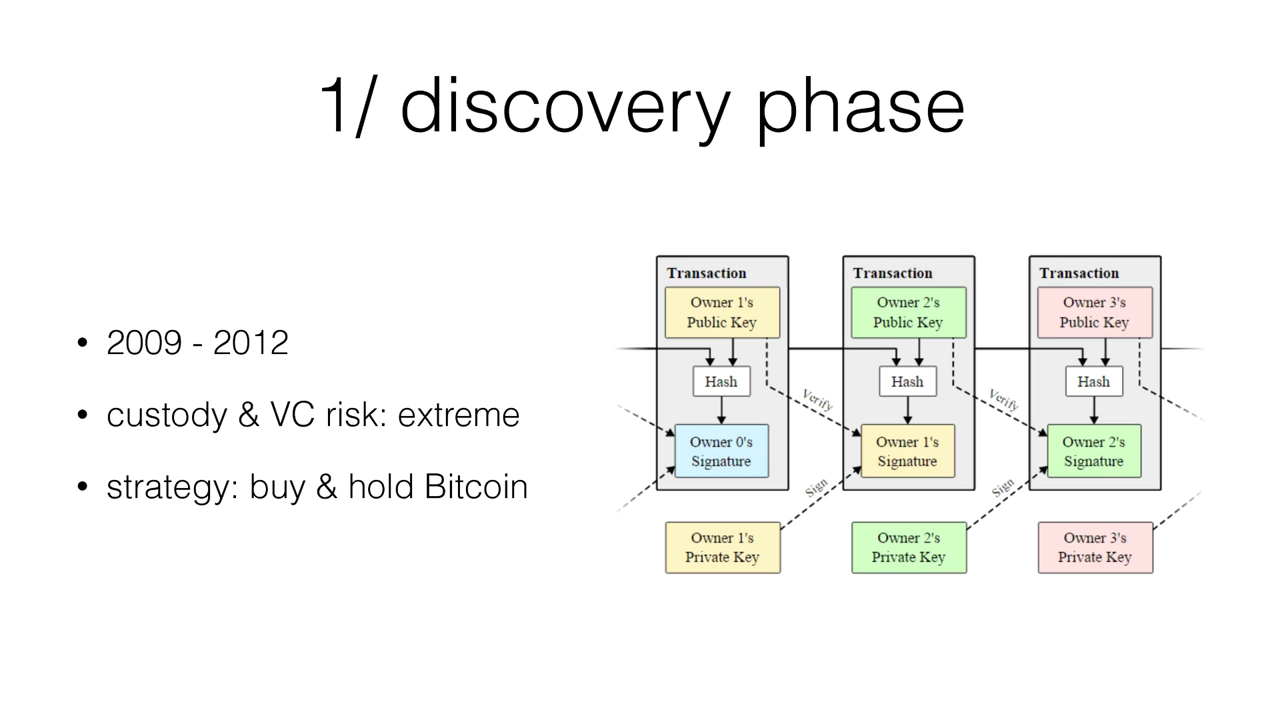 1/ discovery phase
• 2009 - 2012
• custody & VC risk: extreme
• strategy: buy & hold Bitcoin
Transaction
Owner 1's
Public Key
Hash
Owner 0's
Signature
Transaction
Owner 2's
Public Key
Hash
Verify
Owner 1's
Signature
Sign
Transaction
Owner 3's
Public Key
Hash
Verify
Owner 2's
Signature
Sign
Owner 1's
Private Key
Owner 2's
Private Key
Owner 3's
Private Key